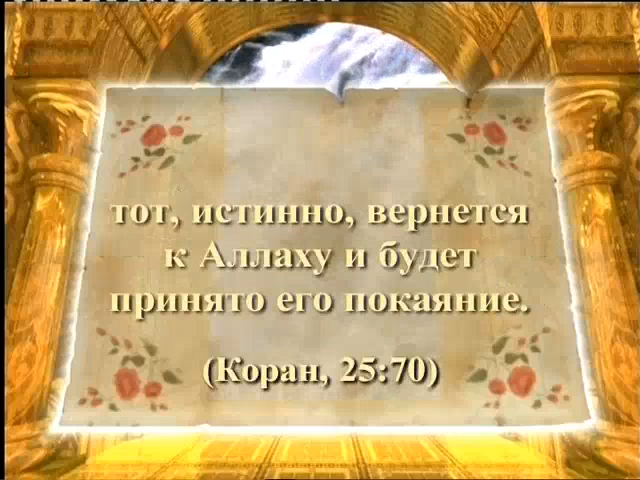 тот, истинно, вернется
к Аллаху и будет
принято его покаяние.
(Коран, 25:70)